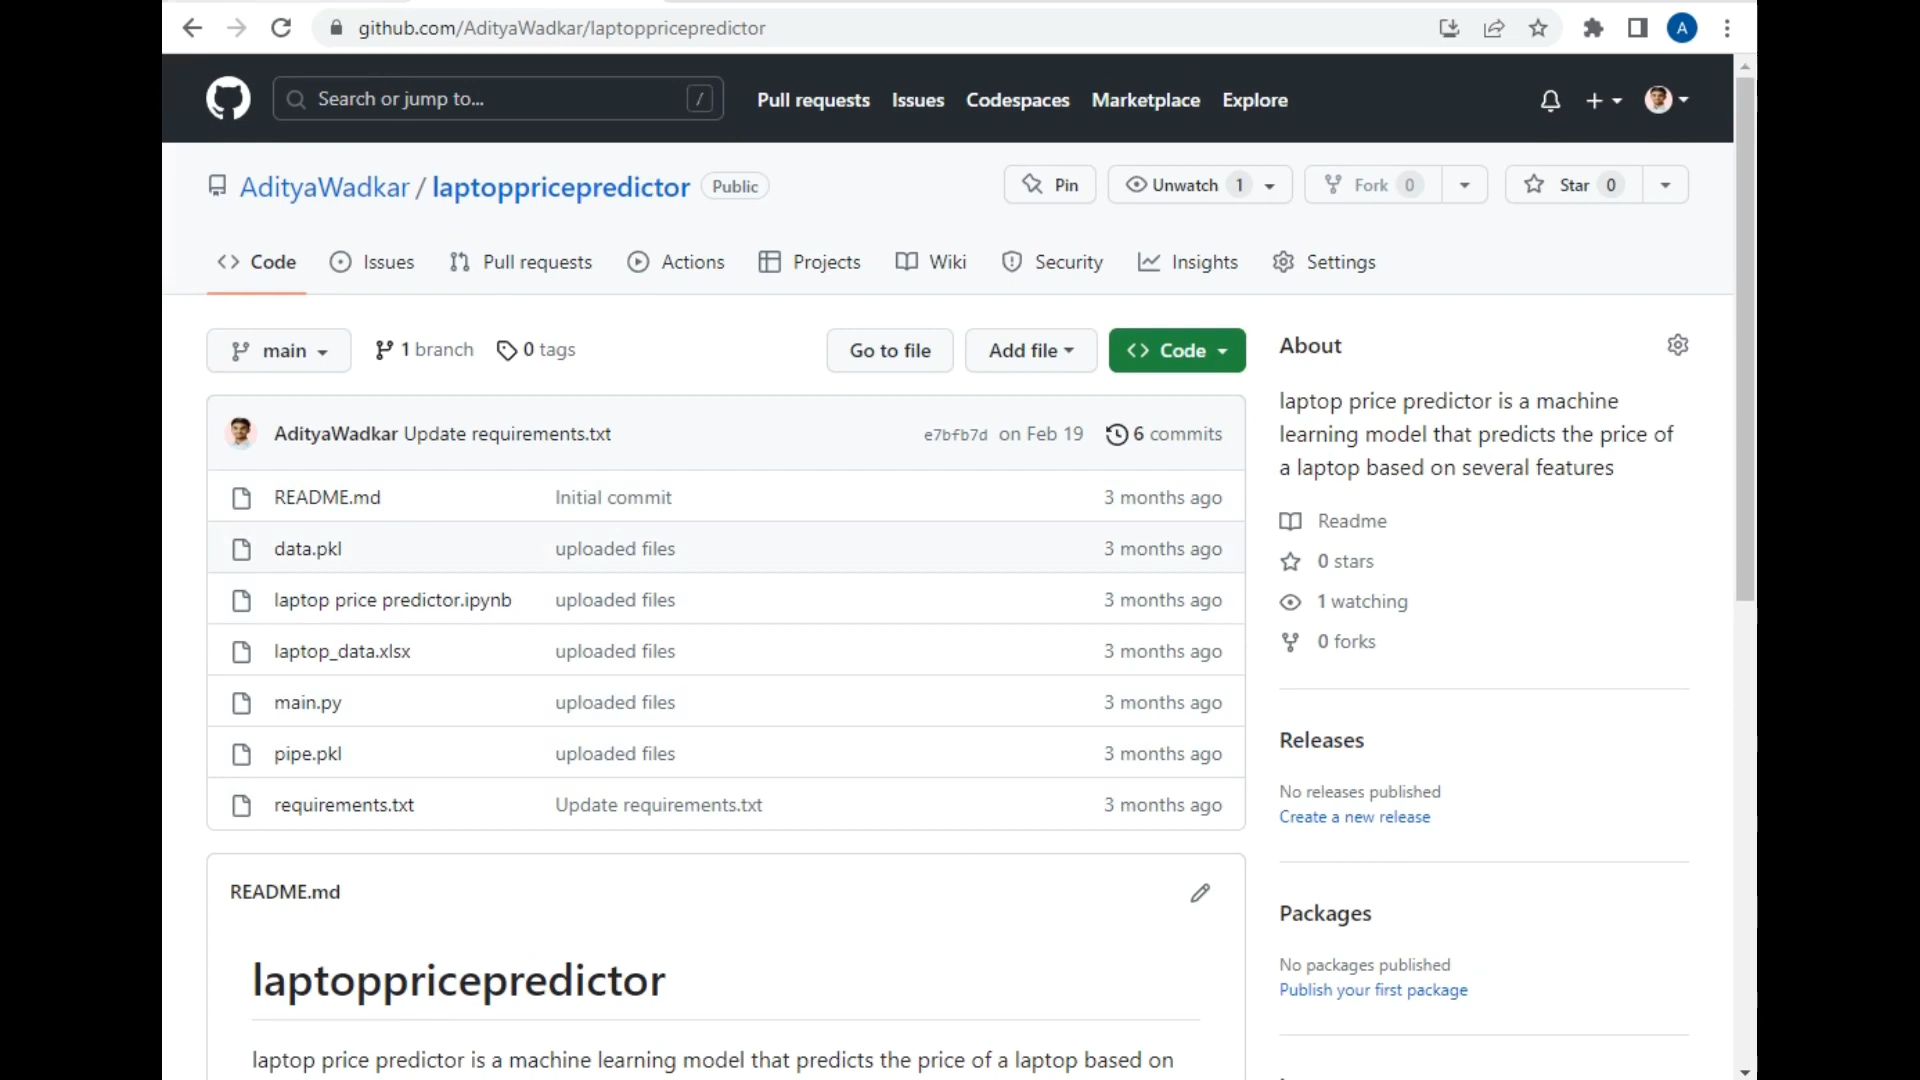 github.com/AdityaWadkar/laptoppricepredictor
A
Search or jump to...
/
Pull requests
Issues
Codespaces
Marketplace
Explore
AdityaWadkar / laptoppricepredictor
Public
Pin
Unwatch 1
Fork 0
Star 0
Code
Issues
Pull requests
Actions
Projects
Wiki
Security
Insights
Settings
main
1 branch
0 tags
Go to file
Add file
Code
AdityaWadkar Update requirements.txt
e7bfb7d on Feb 19
6 commits
README.md Initial commit 3 months ago
data.pkl uploaded files 3 months ago
laptop price predictor.ipynb uploaded files 3 months ago
laptop_data.xlsx uploaded files 3 months ago
main.py uploaded files 3 months ago
pipe.pkl uploaded files 3 months ago
requirements.txt Update requirements.txt 3 months ago
README.md
laptoppricepredictor
laptop price predictor is a machine learning model that predicts the price of a laptop based on
About
laptop price predictor is a machine
learning model that predicts the price of
a laptop based on several features
Readme
0 stars
1 watching
0 forks
Releases
No releases published
Create a new release
Packages
No packages published
Publish your first package